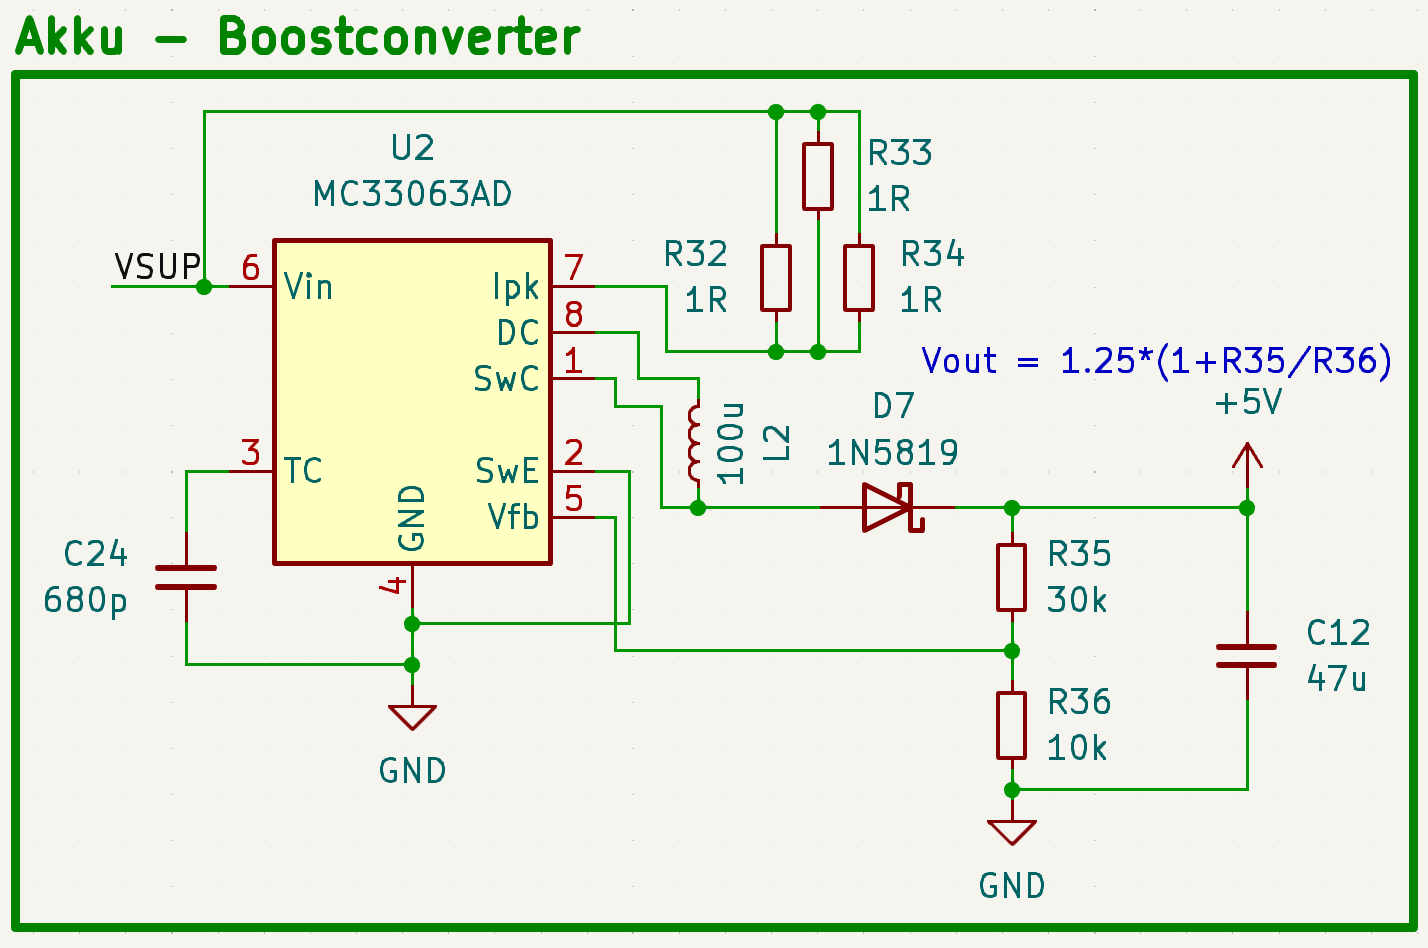 Akku - Boostconverter
U2
MC33063AD
VSUP
6
Vin
3
TC
GND
4
Ipk
7
DC
8
SwC
1
SwE
2
Vfb
5
R33
1R
R32
1R
R34
1R
Vout = 1.25*(1+R35/R36)
+5V
D7
1N5819
100u
L2
C24
680p
R35
30k
C12
47u
R36
10k
GND
GND